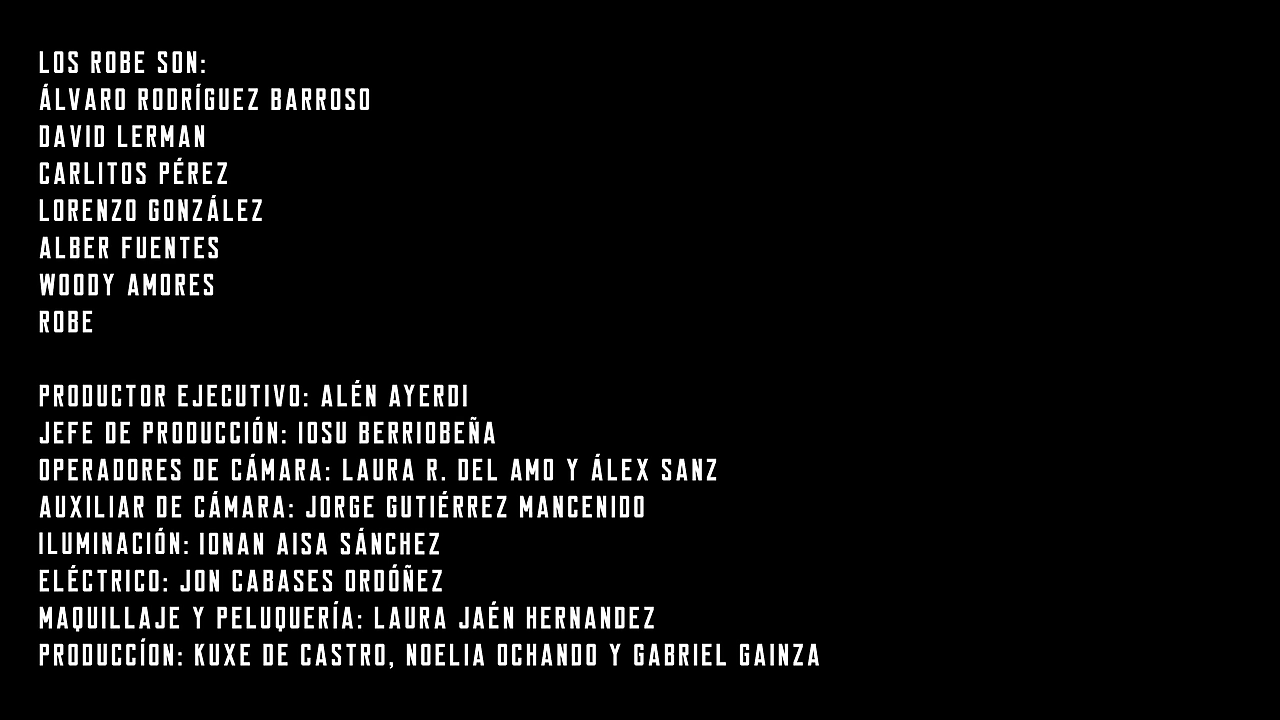 LOS ROBE SON:
ÁLVARO RODRÍGUEZ BARROSO
DAVID LERMAN
CARLITOS PÉREZ
LORENZO GONZÁLEZ
ALBER FUENTES
WOODY AMORES
ROBE
PRODUCTOR EJECUTIVO: ALÉN AYERDI
JEFE DE PRODUCCIÓN: IOSU BERRIOBEÑA
OPERADORES DE CÁMARA: LAURA R. DEL AMO Y ÁLEX SANZ
AUXILIAR DE CÁMARA: JORGE GUTIÉRREZ MANCENIDO
ILUMINACIÓN: IONAN AISA SÁNCHEZ
ELÉCTRICO: JON CABASES ORDÓÑEZ
MAQUILLAJE Y PELUQUERÍA: LAURA JAÉN HERNANDEZ
PRODUCCÍON: KUXE DE CASTRO, NOELIA OCHANDO Y GABRIEL GAINZA